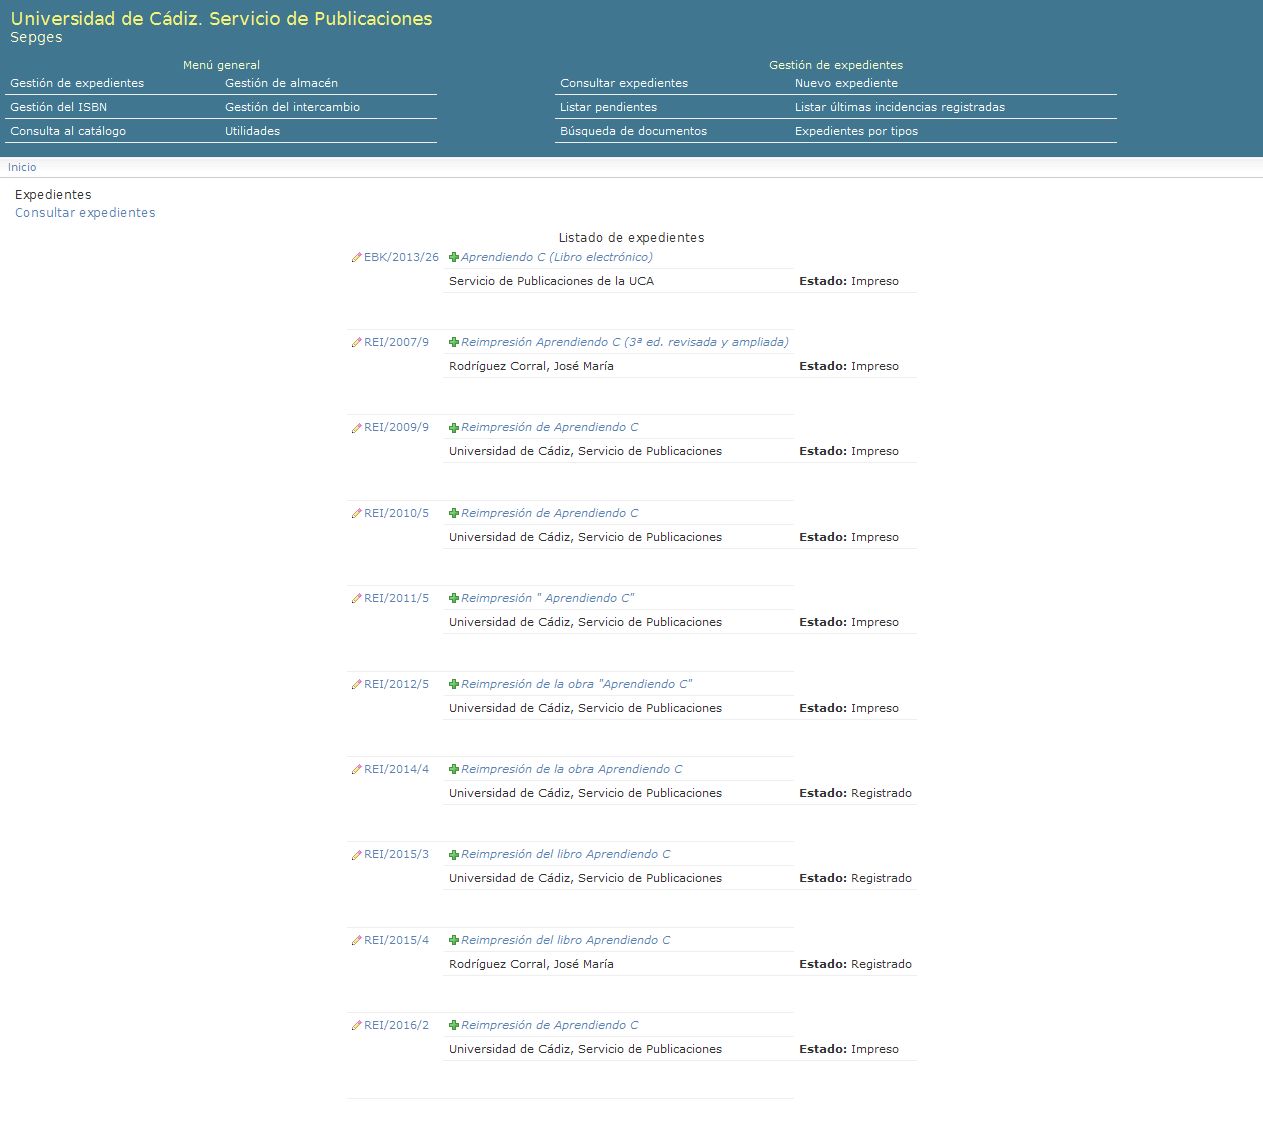 Universidad de Cádiz. Servicio de Publicaciones
Sepges
Menú general
Gestión de expedientes Gestión de almacén
Gestión del ISBN Gestión del intercambio
Consulta al catálogo Utilidades
Gestión de expedientes
Consultar expedientes Nuevo expediente
Listar pendientes Listar últimas incidencias registradas
Búsqueda de documentos Expedientes por tipos
Inicio
Expedientes
Consultar expedientes
Listado de expedientes
EBK/2013/26 Aprendiendo C (Libro electrónico)
Servicio de Publicaciones de la UCA Estado: Impreso
REI/2007/9 Reimpresión Aprendiendo C (3ª ed. revisada y ampliada)
Rodríguez Corral, José María Estado: Impreso
REI/2009/9 Reimpresión de Aprendiendo C
Universidad de Cádiz, Servicio de Publicaciones Estado: Impreso
REI/2010/5 Reimpresión de Aprendiendo C
Universidad de Cádiz, Servicio de Publicaciones Estado: Impreso
REI/2011/5 Reimpresión " Aprendiendo C"
Universidad de Cádiz, Servicio de Publicaciones Estado: Impreso
REI/2012/5 Reimpresión de la obra "Aprendiendo C"
Universidad de Cádiz, Servicio de Publicaciones Estado: Impreso
REI/2014/4 Reimpresión de la obra Aprendiendo C
Universidad de Cádiz, Servicio de Publicaciones Estado: Registrado
REI/2015/3 Reimpresión del libro Aprendiendo C
Universidad de Cádiz, Servicio de Publicaciones Estado: Registrado
REI/2015/4 Reimpresión del libro Aprendiendo C
Rodríguez Corral, José María Estado: Registrado
REI/2016/2 Reimpresión de Aprendiendo C
Universidad de Cádiz, Servicio de Publicaciones Estado: Impreso